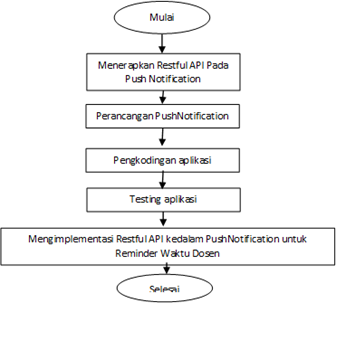 Mulai
Menerapkan Restful API Pada
Push Notification
Perancangan PushNotification
Pengkodingan aplikasi
Testing aplikasi
Mengimplementasi Restful API kedalam PushNotification untuk
Reminder Waktu Dosen
Selesai